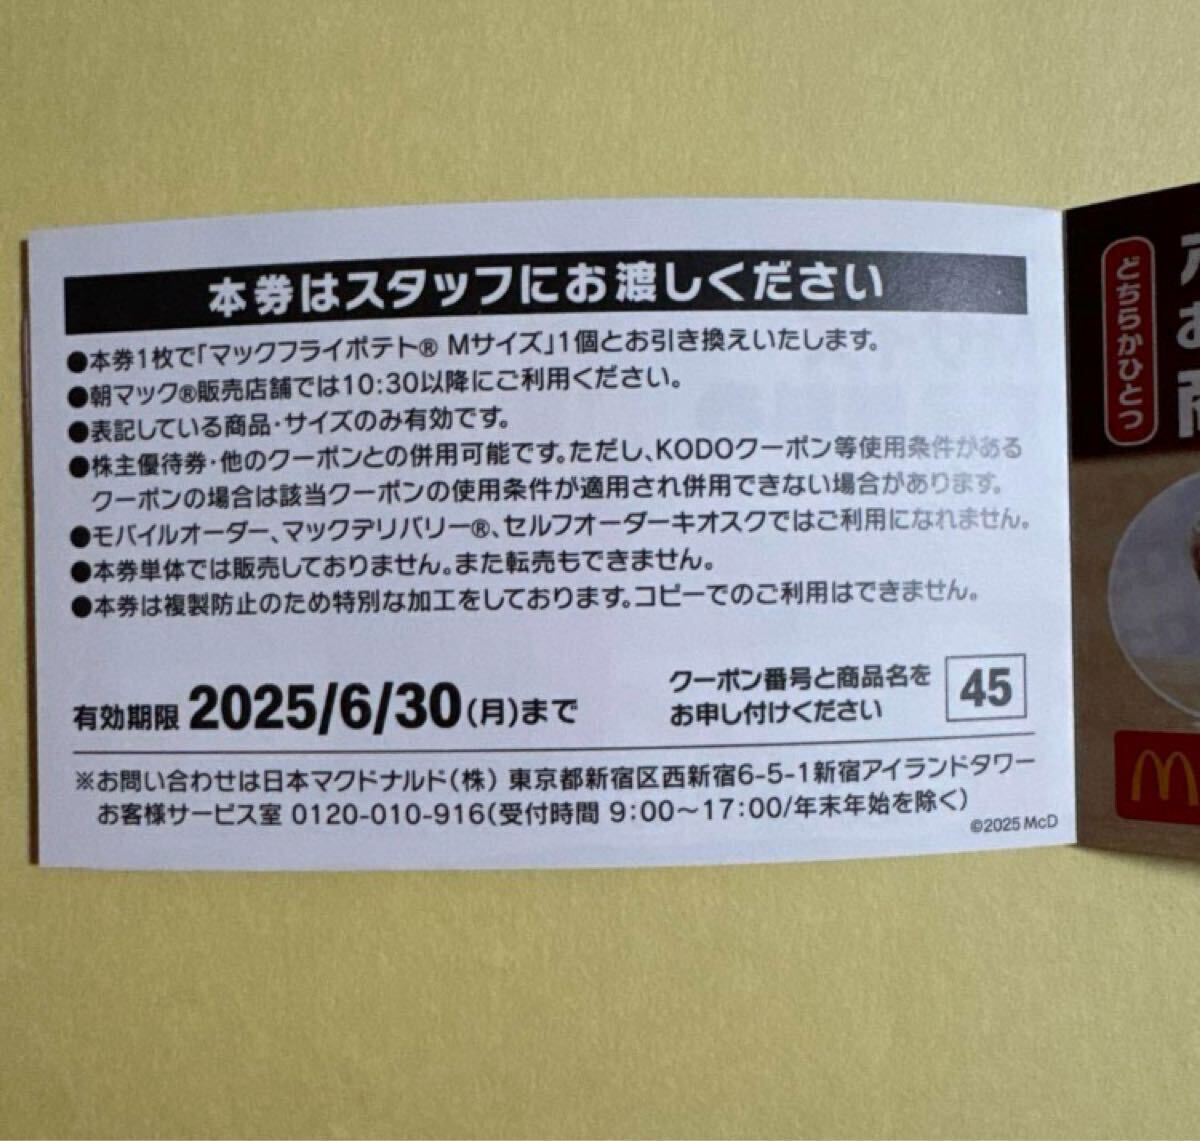 本券はスタッフにお渡しください
●本券1枚で「マックフライポテト® Mサイズ」1個とお引き換えいたします。
●朝マック®販売店舗では10:30以降にご利用ください。
●表記している商品・サイズのみ有効です。
●株主優待券・他のクーポンとの併用可能です。ただし、KODOクーポン等使用条件がある
クーポンの場合は該当クーポンの使用条件が適用され併用できない場合があります。
●モバイルオーダー、マックデリバリー®、セルフオーダーキオスクではご利用になれません。
●本券単体では販売しておりません。また転売もできません。
●本券は複製防止のため特別な加工をしております。コピーでのご利用はできません。
有効期限 2025/6/30(月)まで
クーポン番号と商品名を
お申し付けください
45
※お問い合わせは日本マクドナルド(株) 東京都新宿区西新宿6-5-1新宿アイランドタワー
お客様サービス室 0120-010-916(受付時間 9:00〜17:00/年末年始を除く)
©2025 McD
どちらかひとつ